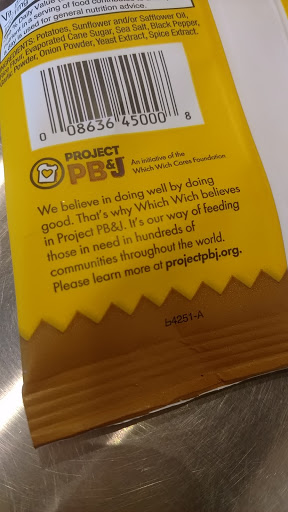 Vit. 
Daily Value
serving of food
used for general nutrition advice.
INGREDIENTS: Potatoes, Sunflower and/or Safflower Oil,
Evaporated Cane Sugar, Sea Salt, Black Pepper,
Powder, Onion Powder, Yeast Extract, Spice Extract.
0 08636 45000 8
PROJECT
PB&J
An initiative of the
Which Wich Cares Foundation
We believe in doing well by doing
good. That's why Which Wich believes
in Project PB&J. It's our way of feeding
those in need in hundreds of
communities throughout the world.
Please learn more at projectpbj.org.
b4251-A